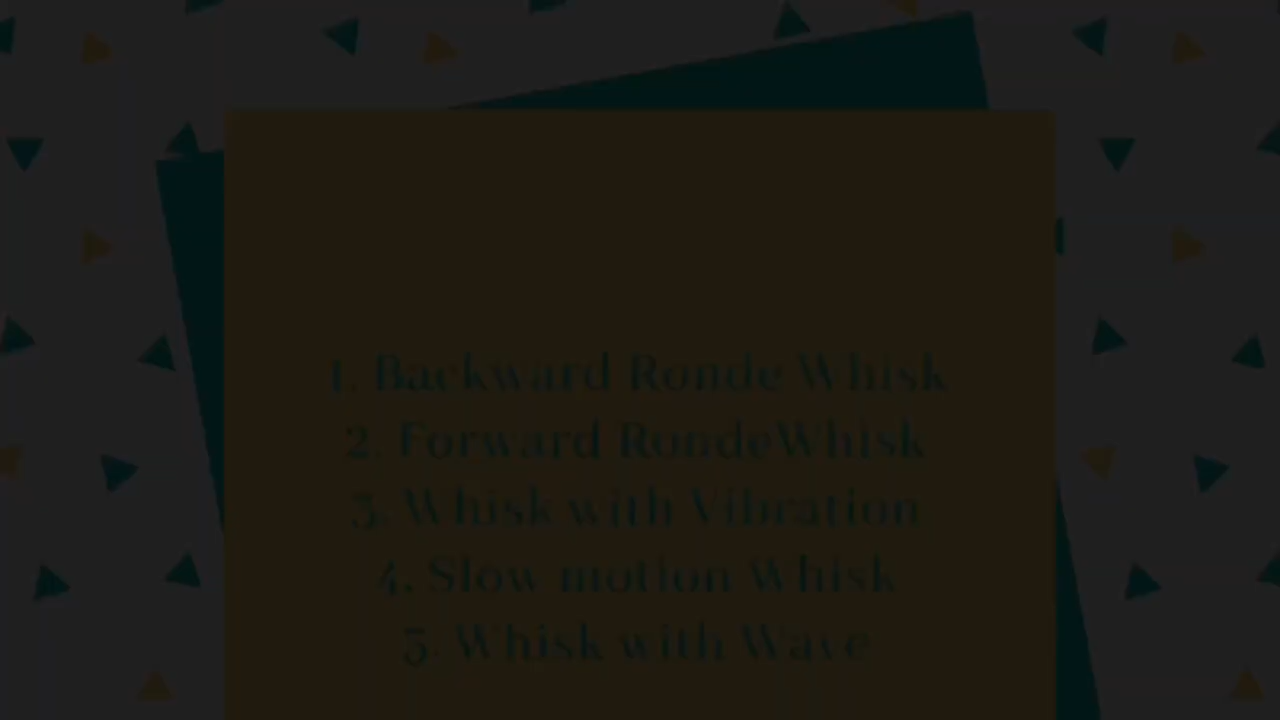 1. Backward Ronde Whisk
2. Forward RondeWhisk
3. Whisk with Vibration
4. Slow motion Whisk
5. Whisk with Wave